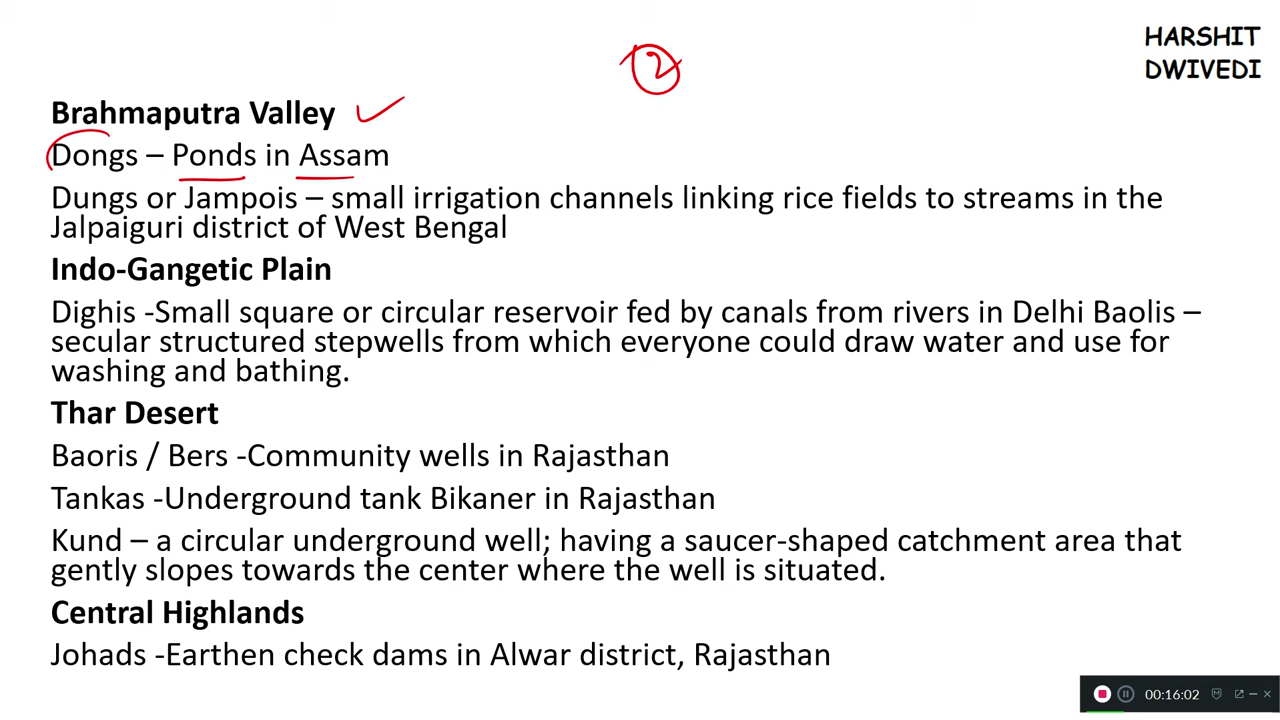 HARSHIT
DWIVEDI
2
Brahmaputra Valley
Dongs – Ponds in Assam
Dungs or Jampois – small irrigation channels linking rice fields to streams in the
Jalpaiguri district of West Bengal
Indo-Gangetic Plain
Dighis -Small square or circular reservoir fed by canals from rivers in Delhi Baolis –
secular structured stepwells from which everyone could draw water and use for
washing and bathing.
Thar Desert
Baoris / Bers -Community wells in Rajasthan
Tankas -Underground tank Bikaner in Rajasthan
Kund – a circular underground well; having a saucer-shaped catchment area that
gently slopes towards the center where the well is situated.
Central Highlands
Johads -Earthen check dams in Alwar district, Rajasthan
00:16:02